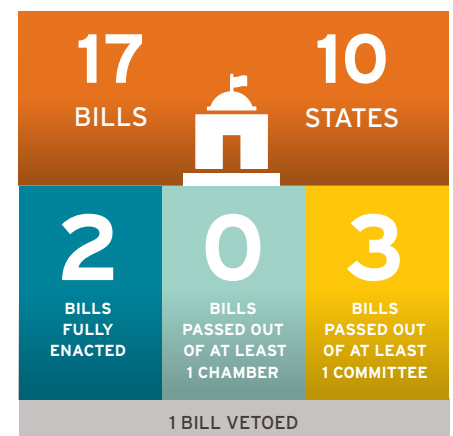 17
BILLS
10
STATES
2
BILLS
FULLY
ENACTED
0
BILLS
PASSED OUT
OF AT LEAST
1 CHAMBER
3
BILLS
PASSED OUT
OF AT LEAST
1 COMMITTEE
1 BILL VETOED